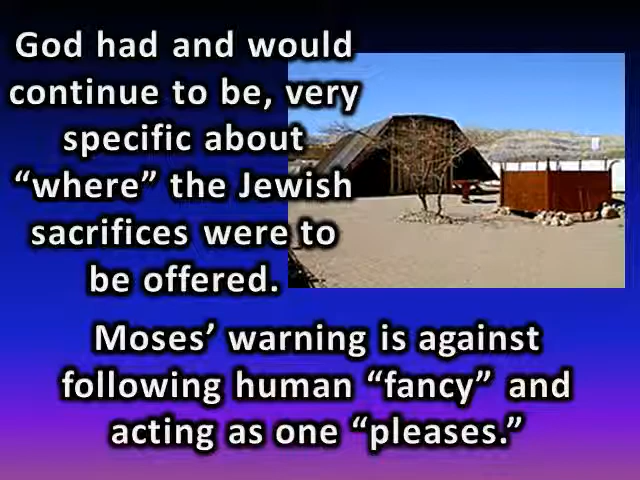 God had and would
continue to be, very
specific about
“where” the Jewish
sacrifices were to
be offered.
Moses’ warning is against
following human “fancy” and
acting as one “pleases.”